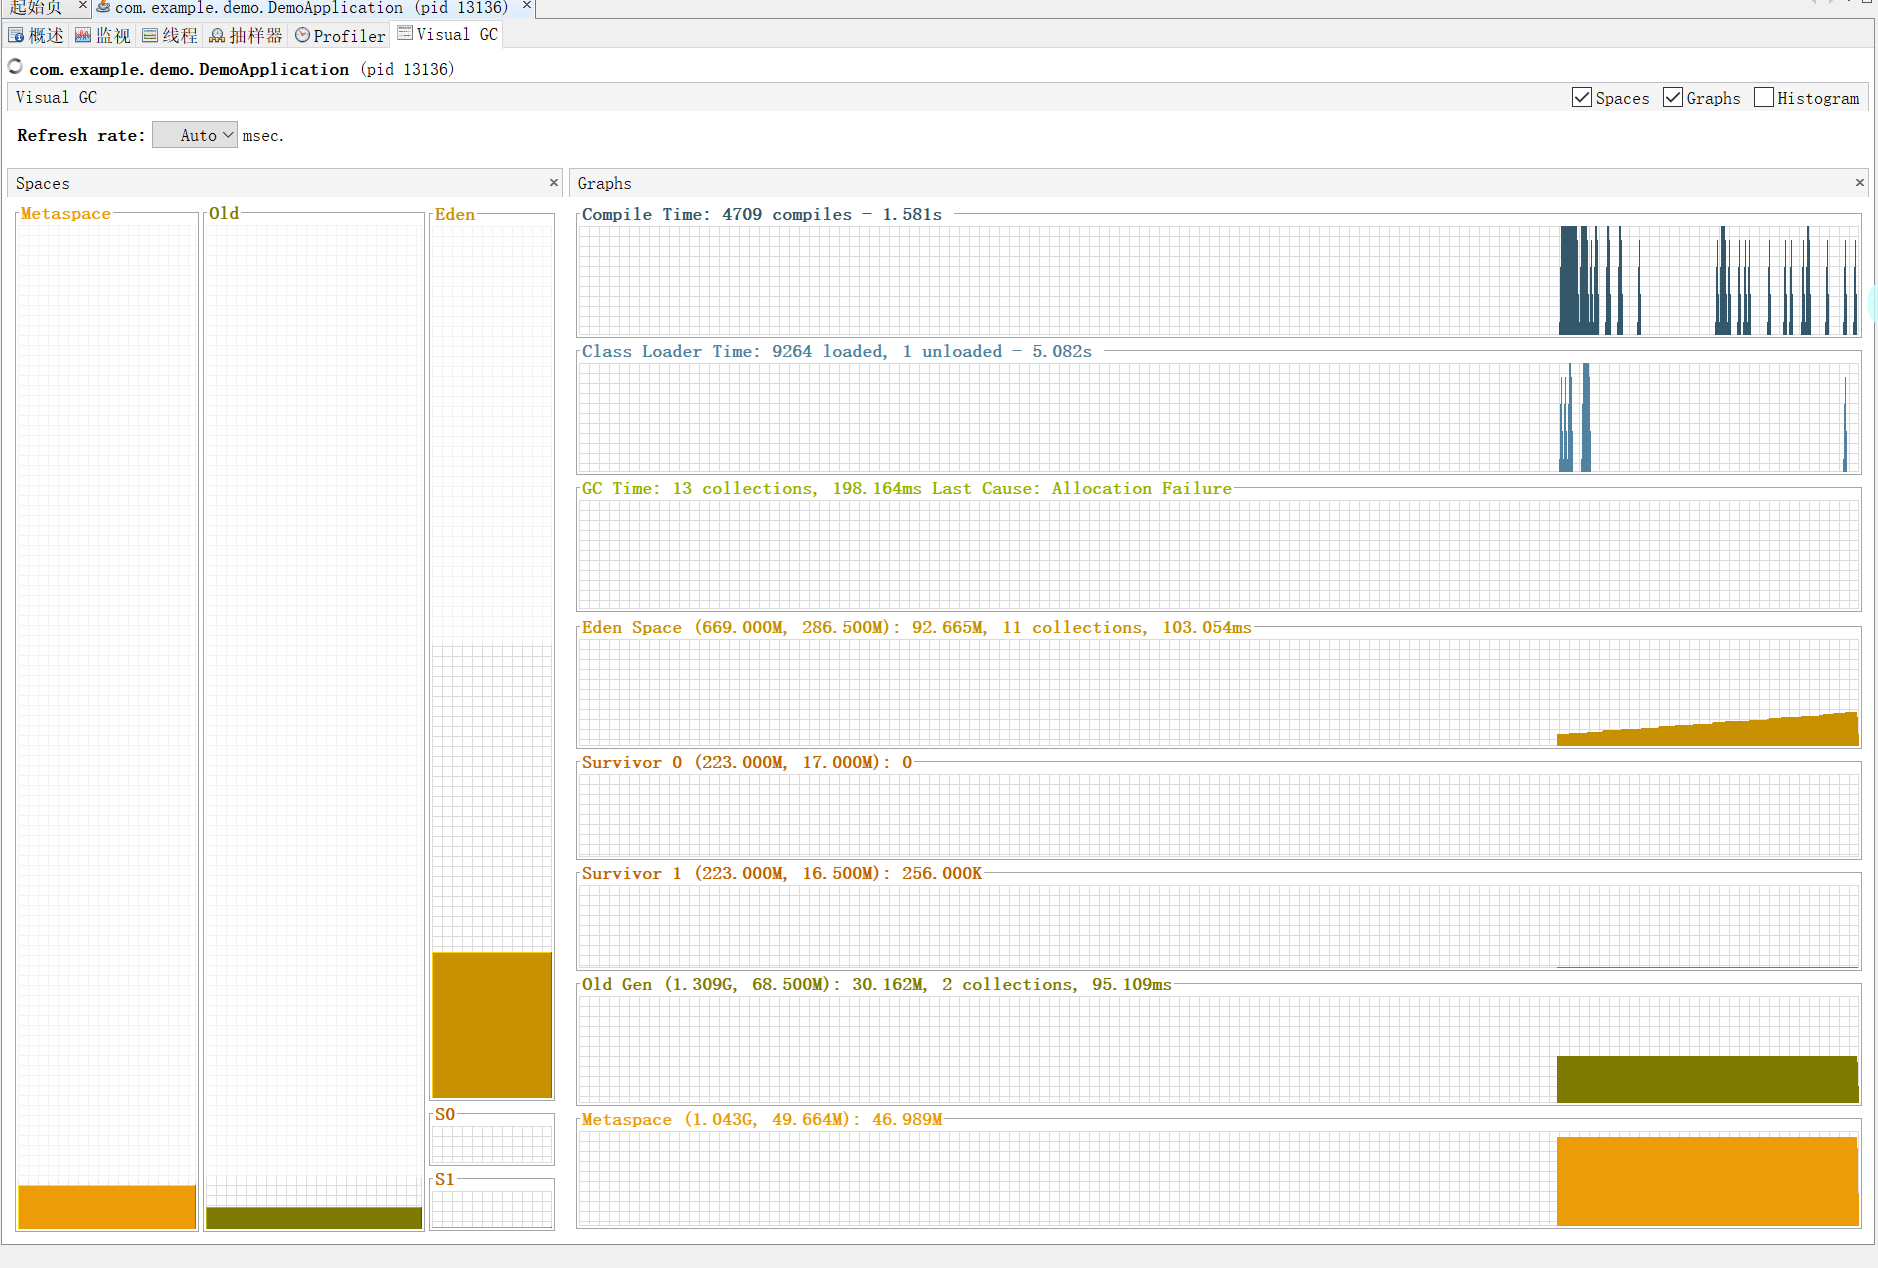 起始页 × com.example.demo.DemoApplication (pid 13136) ×
概述 监视 线程 抽样器 Profiler Visual GC
com.example.demo.DemoApplication (pid 13136)
Visual GC Spaces Graphs Histogram
Refresh rate: Auto msec.
Spaces ×
Metaspace Old Eden
S0
S1
Graphs ×
Compile Time: 4709 compiles - 1.581s
Class Loader Time: 9264 loaded, 1 unloaded - 5.082s
GC Time: 13 collections, 198.164ms Last Cause: Allocation Failure
Eden Space (669.000M, 286.500M): 92.665M, 11 collections, 103.054ms
Survivor 0 (223.000M, 17.000M): 0
Survivor 1 (223.000M, 16.500M): 256.000K
Old Gen (1.309G, 68.500M): 30.162M, 2 collections, 95.109ms
Metaspace (1.043G, 49.664M): 46.989M